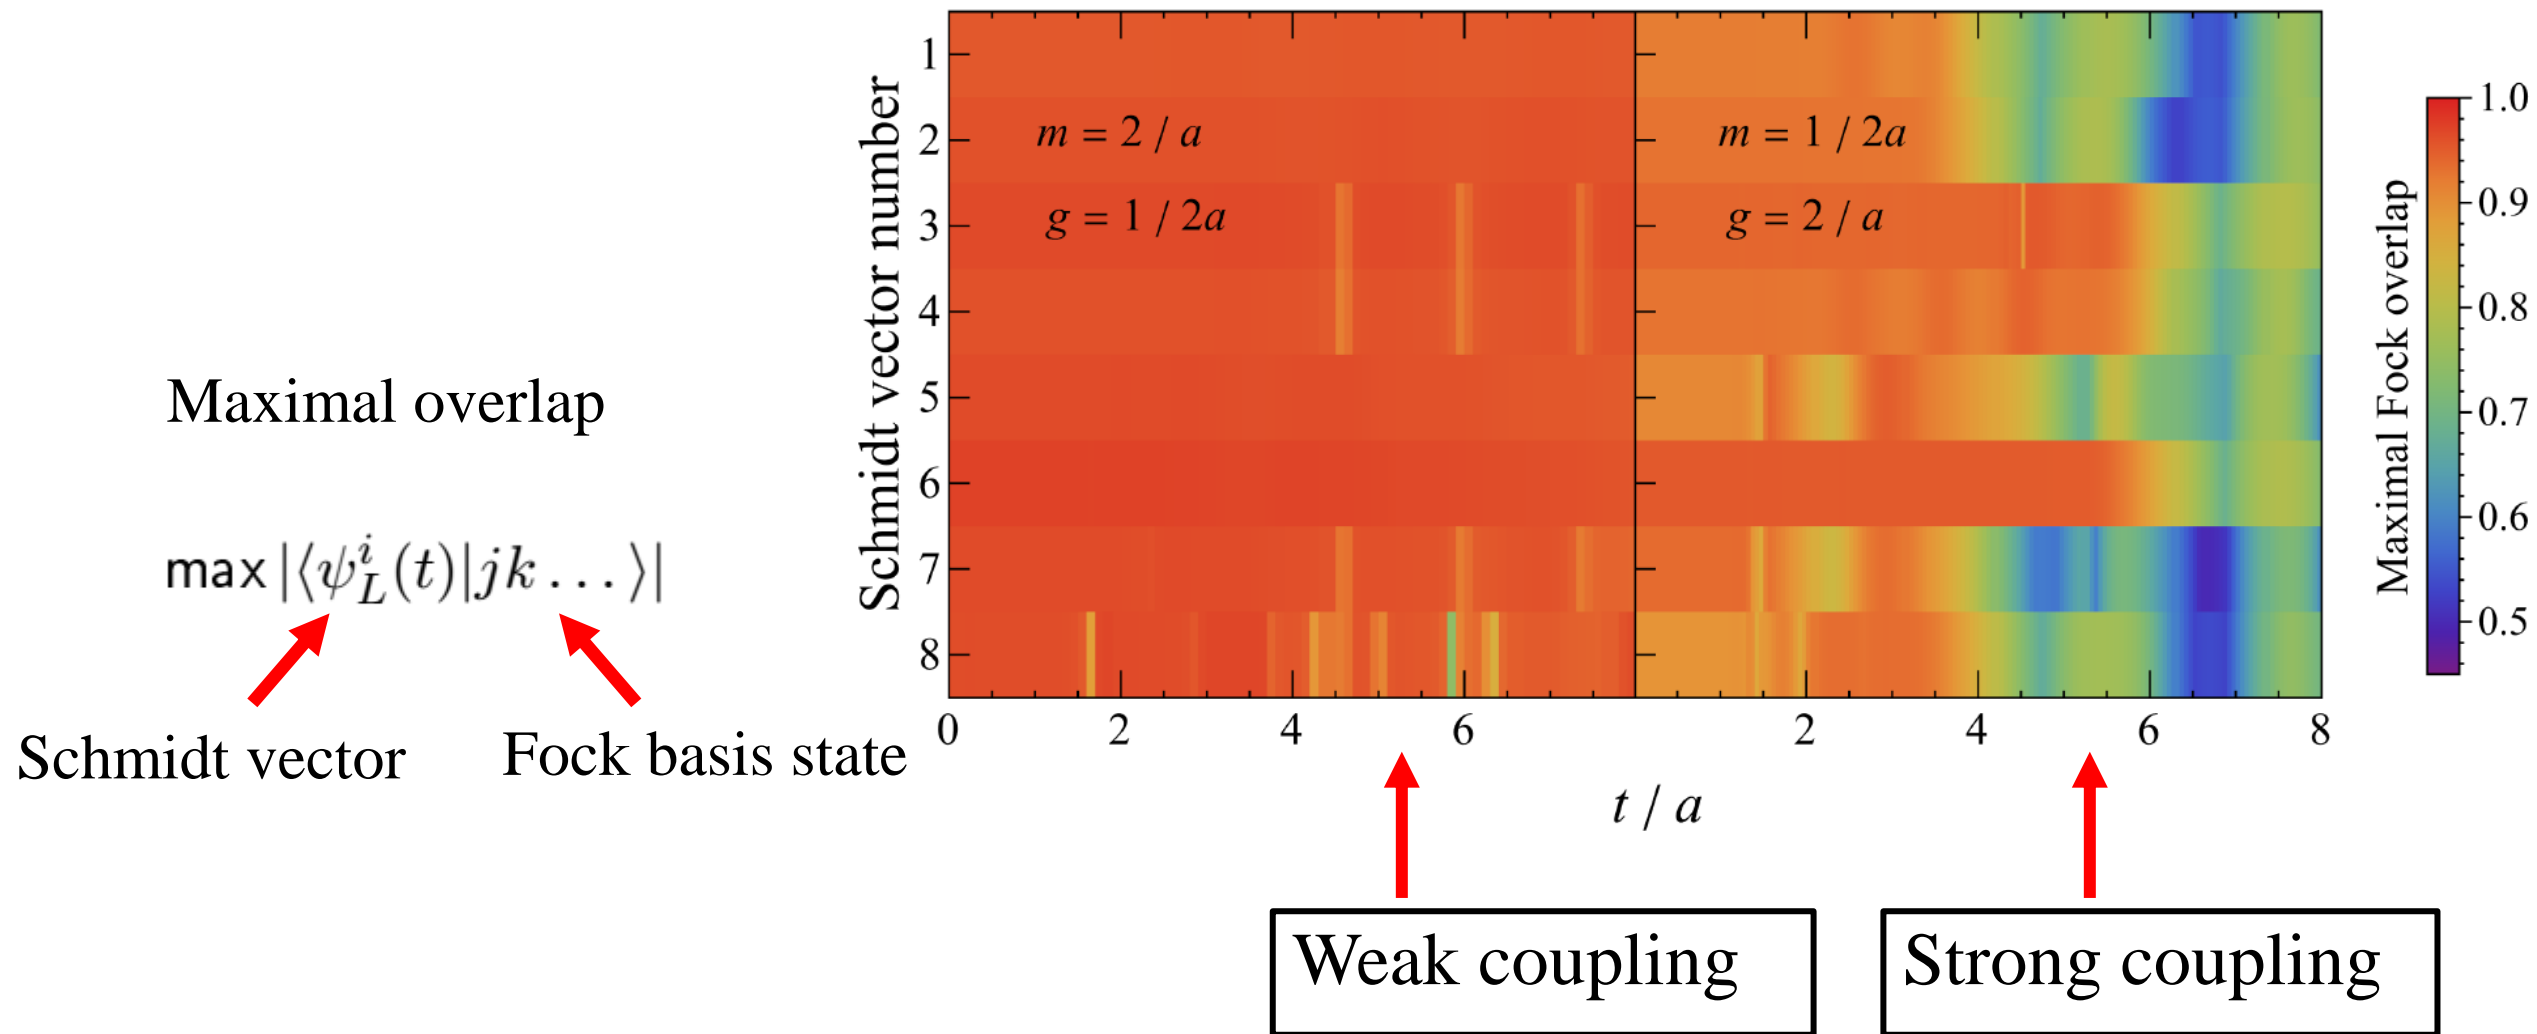 Maximal overlap
max |⟨ψ_L^i(t)|jk . . . ⟩|
Schmidt vector
Fock basis state
Schmidt vector number
1
2
3
4
5
6
7
8
m = 2 / a
g = 1 / 2a
m = 1 / 2a
g = 2 / a
0 2 4 6 2 4 6 8
t / a
Maximal Fock overlap
1.0
0.9
0.8
0.7
0.6
0.5
Weak coupling
Strong coupling